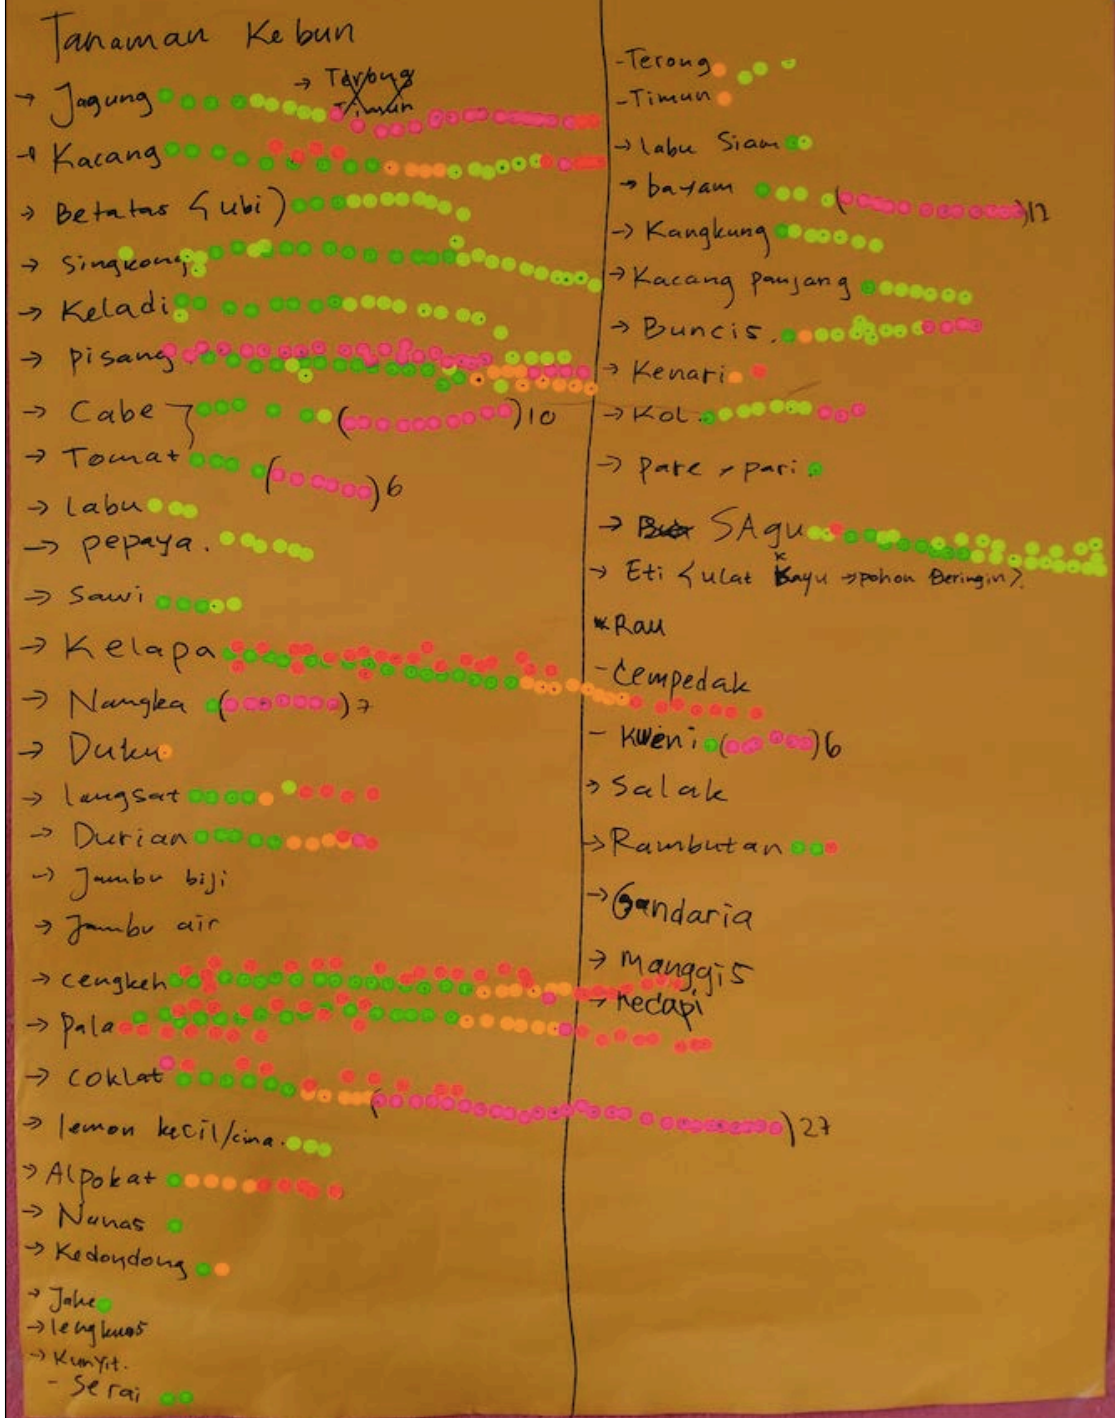 Tanaman Kebun
→ Jagung
→ Terong
Timun
→ Kacang
→ Betatas (ubi)
→ Singkong
→ Keladi
→ Pisang
→ Cabe
10
→ Tomat
6
→ labu
→ pepaya.
→ Sawi
→ Kelapa
→ Nangka
7
→ Duku
→ langsat
→ Durian
→ Jambu biji
→ Jambu air
→ cengkeh
→ Pala
→ coklat
27
→ lemon kecil/cina.
→ Alpokat
→ Nanas
→ Kedondong
→ Jahe
→ lengkuas
→ Kunyit.
- Serai
- Terong
- Timun
→ labu Siam
→ bayam
12
→ Kangkung
→ Kacang panjang
→ Buncis.
→ Kenari
→ Kol.
→ Pare > pari
→ SAgu
→ Eti (ulat Kayu → pohon Beringin).
* Rau
- Cempedak
- Kweni
6
→ Salak
→ Rambutan
→ Gandaria
→ Manggis
→ Kecapi